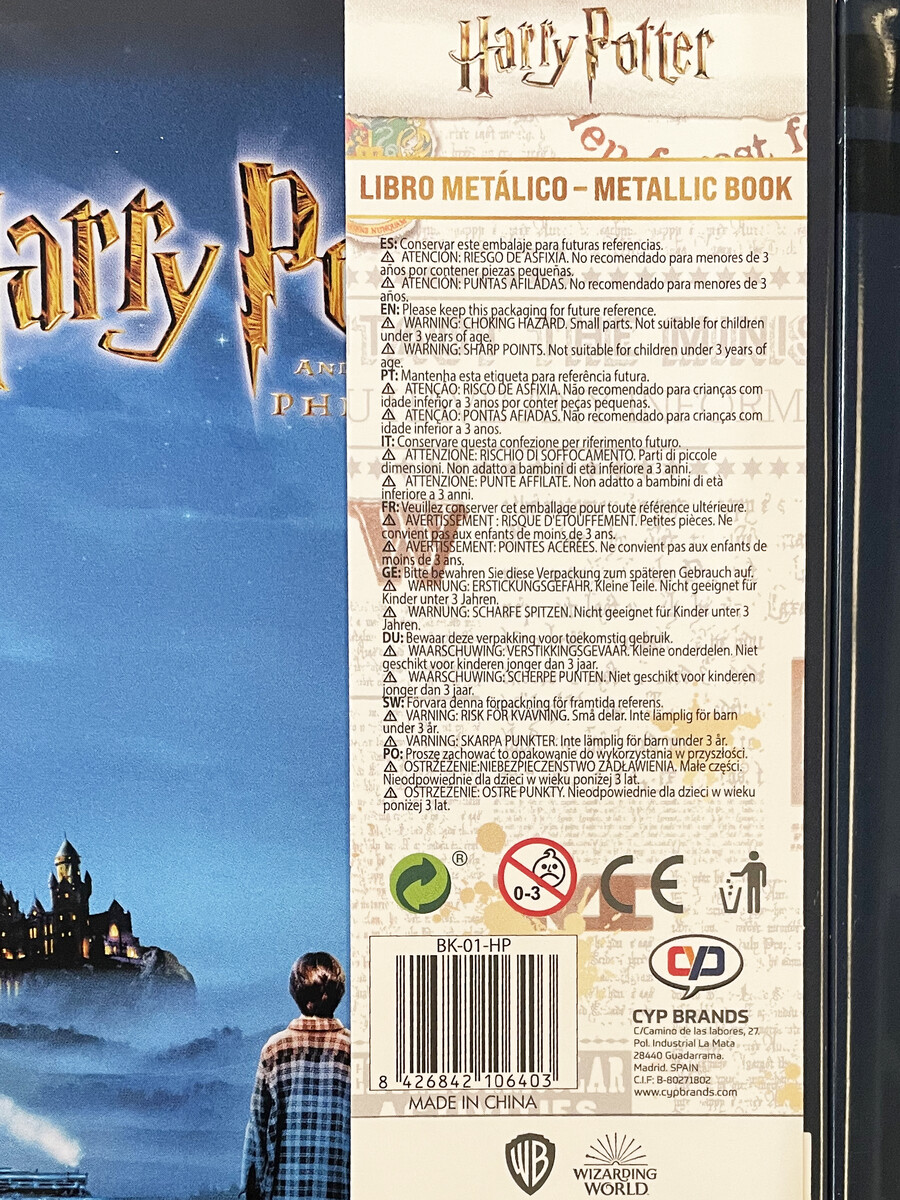 Harry Potter
Harry Po
AN
PH
LIBRO METÁLICO – METALLIC BOOK
ES: Conservar este embalaje para futuras referencias.
⚠ ATENCIÓN: RIESGO DE ASFIXIA. No recomendado para menores de 3
años por contener piezas pequeñas.
⚠ ATENCIÓN: PUNTAS AFILADAS. No recomendado para menores de 3
años.
EN: Please keep this packaging for future reference.
⚠ WARNING: CHOKING HAZARD. Small parts. Not suitable for children
under 3 years of age.
⚠ WARNING: SHARP POINTS. Not suitable for children under 3 years of
age.
PT: Mantenha esta etiqueta para referência futura.
⚠ ATENÇÃO: RISCO DE ASFIXIA. Não recomendado para crianças com
idade inferior a 3 anos por conter peças pequenas.
⚠ ATENÇÃO: PONTAS AFIADAS. Não recomendado para crianças com
idade inferior a 3 anos.
IT: Conservare questa confezione per riferimento futuro.
⚠ ATTENZIONE: RISCHIO DI SOFFOCAMENTO. Parti di piccole
dimensioni. Non adatto a bambini di età inferiore a 3 anni.
⚠ ATTENZIONE: PUNTE AFFILATE. Non adatto a bambini di età
inferiore a 3 anni.
FR: Veuillez conserver cet emballage pour toute référence ultérieure.
⚠ AVERTISSEMENT : RISQUE D'ÉTOUFFEMENT. Petites pièces. Ne
convient pas aux enfants de moins de 3 ans.
⚠ AVERTISSEMENT: POINTES ACÉRÉES. Ne convient pas aux enfants de
moins de 3 ans.
GE: Bitte bewahren Sie diese Verpackung zum späteren Gebrauch auf.
⚠ WARNUNG: ERSTICKUNGSGEFAHR. Kleine Teile. Nicht geeignet für
Kinder unter 3 Jahren.
⚠ WARNUNG: SCHARFE SPITZEN. Nicht geeignet für Kinder unter 3
Jahren.
DU: Bewaar deze verpakking voor toekomstig gebruik.
⚠ WAARSCHUWING: VERSTIKKINGSGEVAAR. Kleine onderdelen. Niet
geschikt voor kinderen jonger dan 3 jaar.
⚠ WAARSCHUWING: SCHERPE PUNTEN. Niet geschikt voor kinderen
jonger dan 3 jaar.
SW: Förvara denna förpackning för framtida referens.
⚠ VARNING: RISK FÖR KVÄVNING. Små delar. Inte lämplig för barn
under 3 år.
⚠ VARNING: SKARPA PUNKTER. Inte lämplig för barn under 3 år.
PO: Proszę zachować to opakowanie do wykorzystania w przyszłości.
⚠ OSTRZEŻENIE:NIEBEZPIECZEŃSTWO ZADŁAWIENIA. Małe części.
Nieodpowiednie dla dzieci w wieku poniżej 3 lat.
⚠ OSTRZEŻENIE: OSTRE PUNKTY. Nieodpowiednie dla dzieci w wieku
poniżej 3 lat.
®
0-3
CE
BK-01-HP
8 426842 106403
MADE IN CHINA
CYP
CYP BRANDS
C/Camino de las labores, 27.
Pol. Industrial La Mata
28440 Guadarrama.
Madrid. SPAIN
C.I.F: B-80271802
www.cypbrands.com
WB
WIZARDING
WORLD